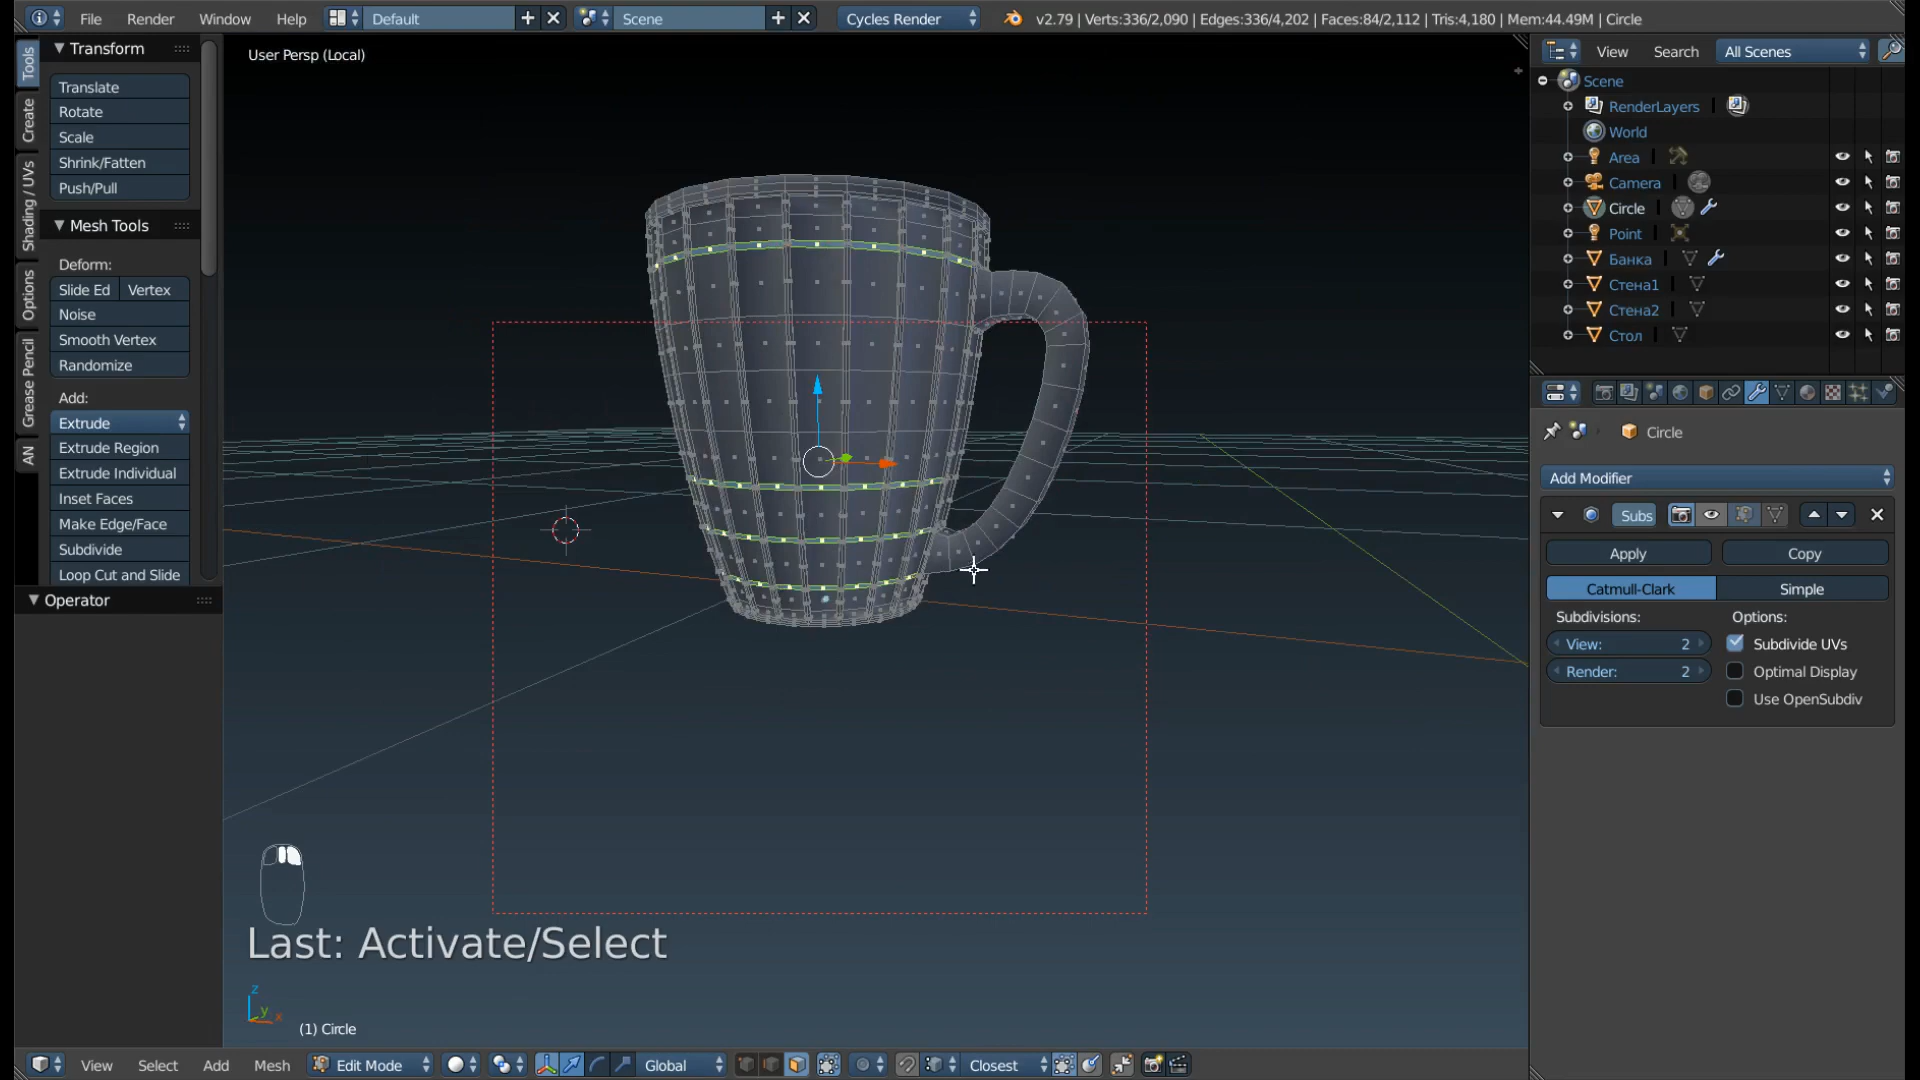 File Render Window Help Default Scene Cycles Render v2.79 | Verts:336/2,090 | Edges:336/4,202 | Faces:84/2,112 | Tris:4,180 | Mem:44.49M | Circle
Tools
Create
Shading / UVs
Options
Grease Pencil
AN
Transform
Translate
Rotate
Scale
Shrink/Fatten
Push/Pull
Mesh Tools
Deform:
Slide Ed Vertex
Noise
Smooth Vertex
Randomize
Add:
Extrude
Extrude Region
Extrude Individual
Inset Faces
Make Edge/Face
Subdivide
Loop Cut and Slide
Operator
User Persp (Local)
Last: Activate/Select
z
y
x
(1) Circle
View Select Add Mesh Edit Mode Global Closest
View Search All Scenes
Scene
RenderLayers
World
Area
Camera
Circle
Point
Банка
Стена1
Стена2
Стол
Circle
Add Modifier
Subs
Apply Copy
Catmull-Clark Simple
Subdivisions: Options:
View: 2 Subdivide UVs
Render: 2 Optimal Display
Use OpenSubdiv